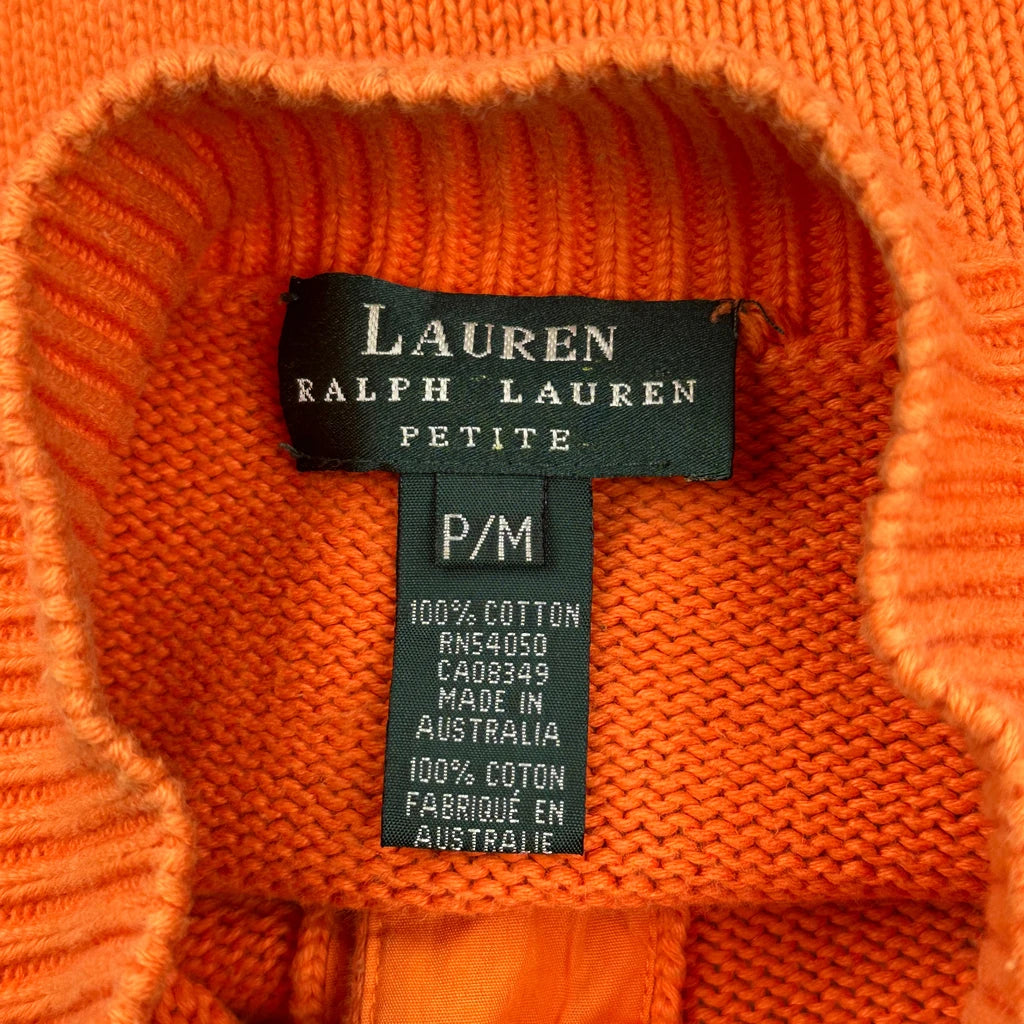 LAUREN
RALPH LAUREN
PETITE
P/M
100% COTTON
RN54050
CA08349
MADE IN
AUSTRALIA
100% COTON
FABRIQUÉ EN
AUSTRALIE